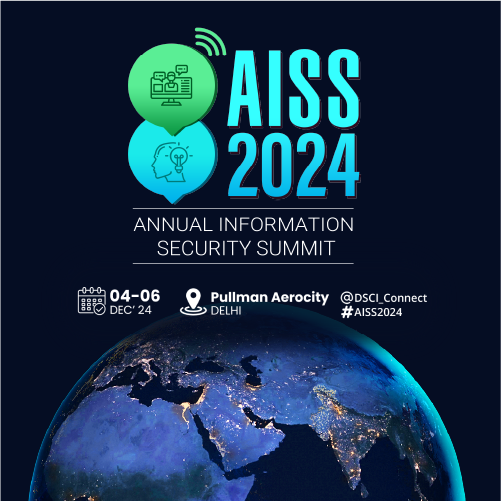 AISS
2024
ANNUAL INFORMATION
SECURITY SUMMIT
04-06
DEC' 24
Pullman Aerocity
DELHI
@DSCI_Connect
#AISS2024